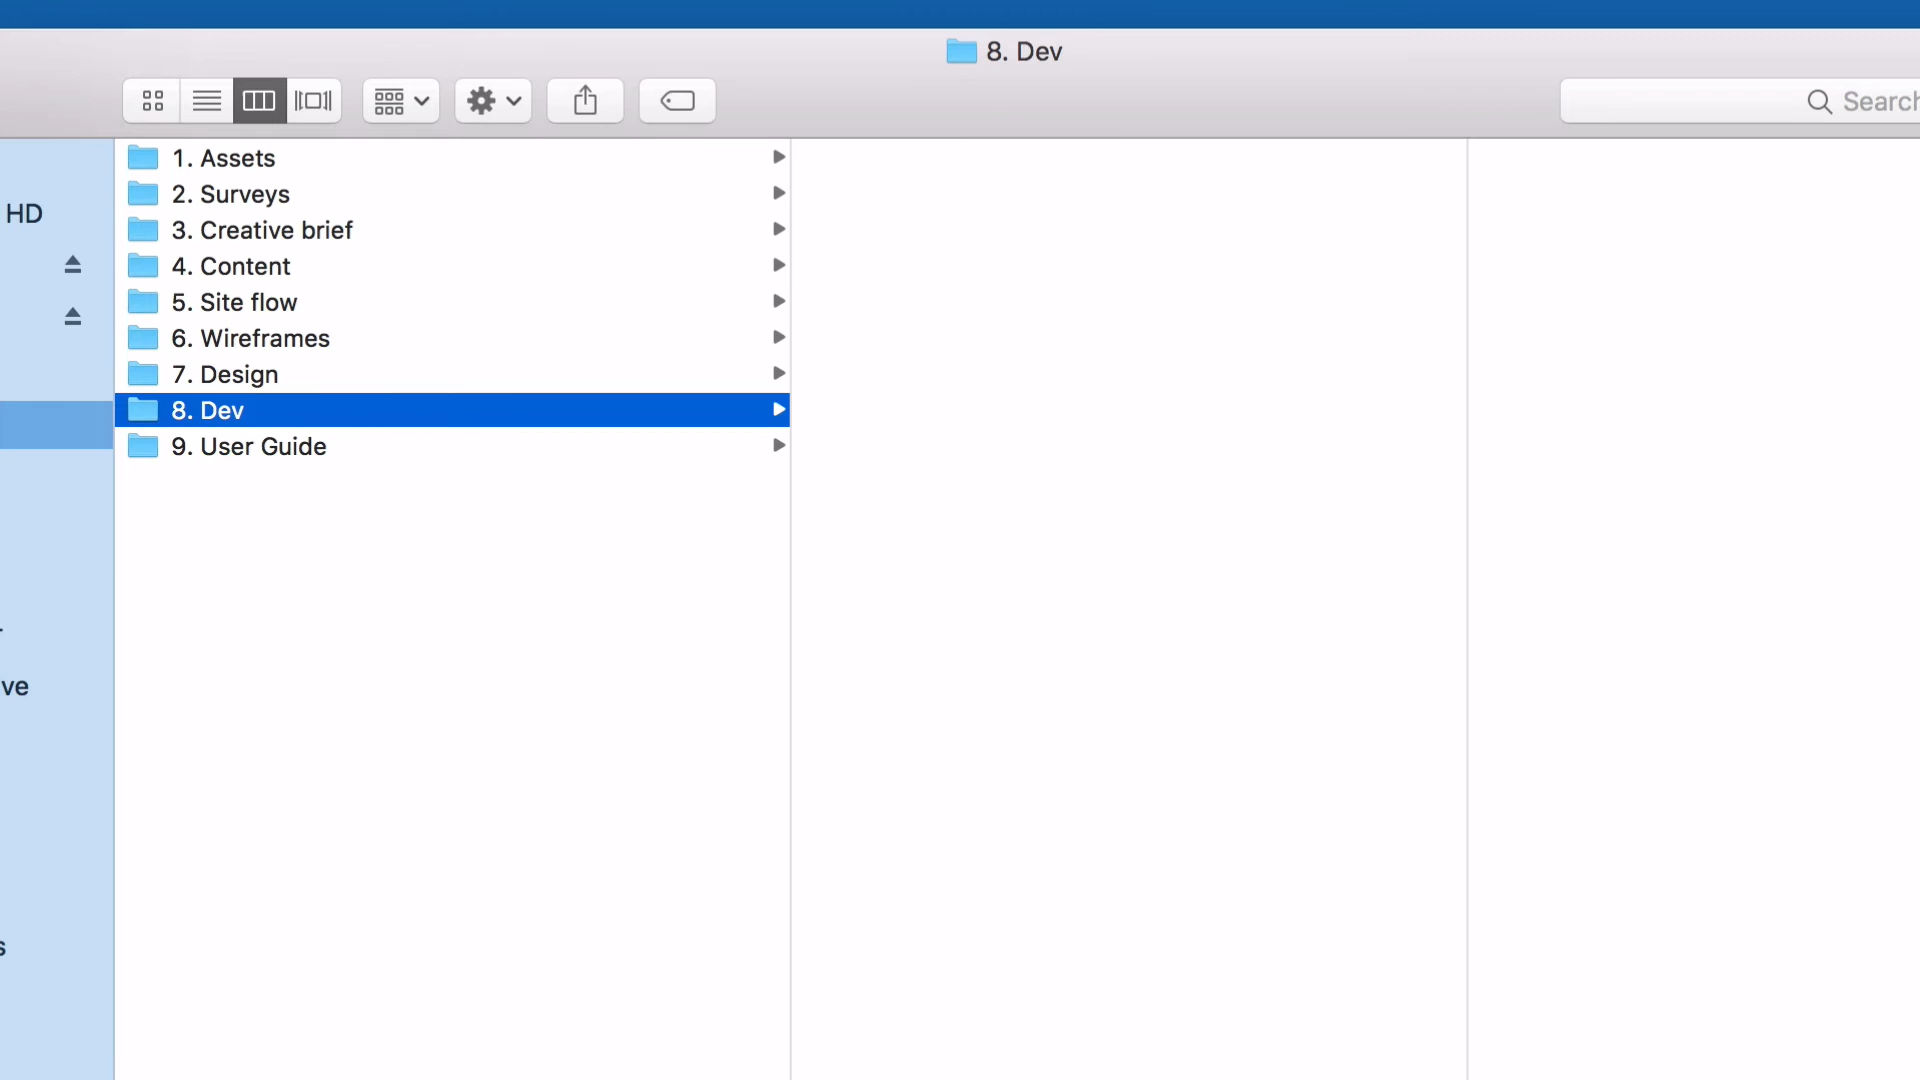 8. Dev
Search
HD
1. Assets
2. Surveys
3. Creative brief
4. Content
5. Site flow
6. Wireframes
7. Design
8. Dev
9. User Guide
ve
s